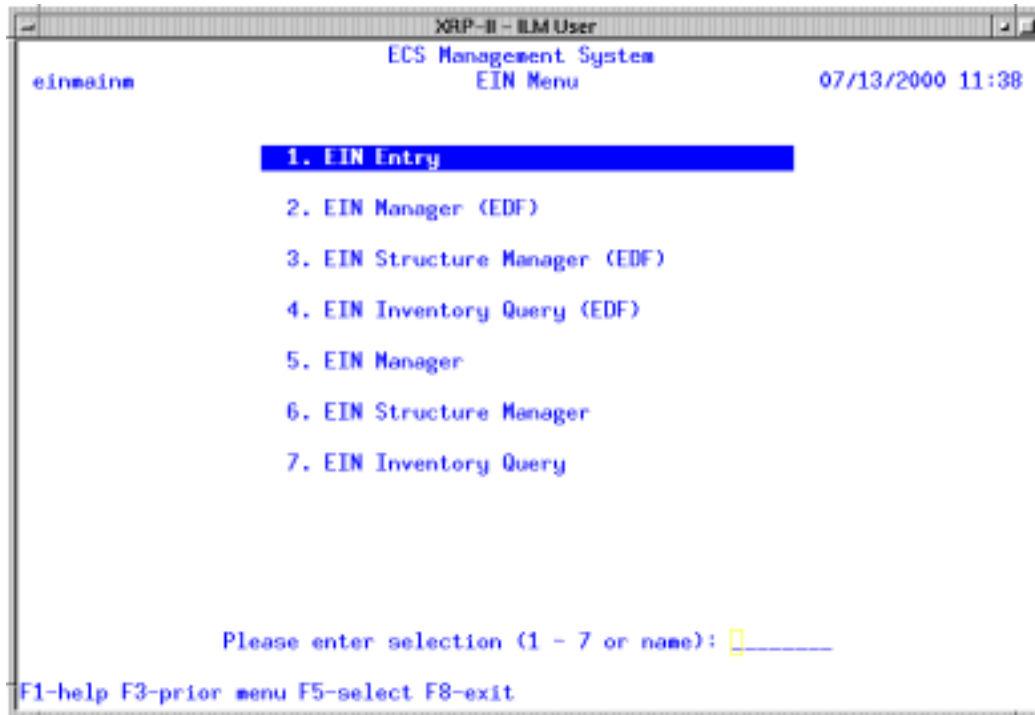 XRP-II - ILM User
ECS Management System
einmainm EIN Menu 07/13/2000 11:38
1. EIN Entry
2. EIN Manager (EDF)
3. EIN Structure Manager (EDF)
4. EIN Inventory Query (EDF)
5. EIN Manager
6. EIN Structure Manager
7. EIN Inventory Query
Please enter selection (1 - 7 or name): ________
F1-help F3-prior menu F5-select F8-exit